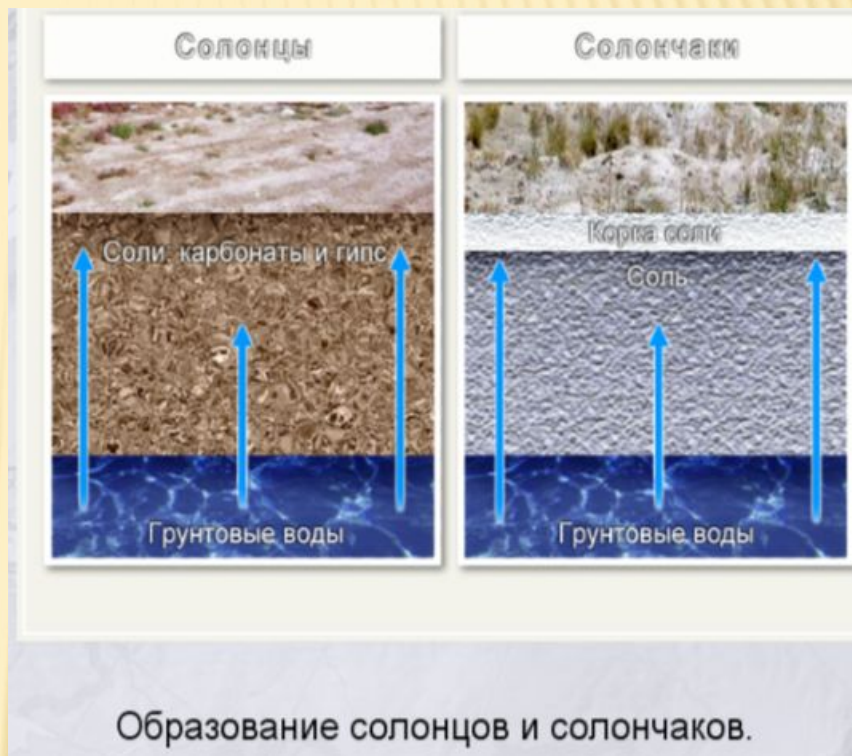 Солонцы
Солончаки
Соли: карбонаты и гипс
Грунтовые воды
Корка соли
Соль
Грунтовые воды
Образование солонцов и солончаков.